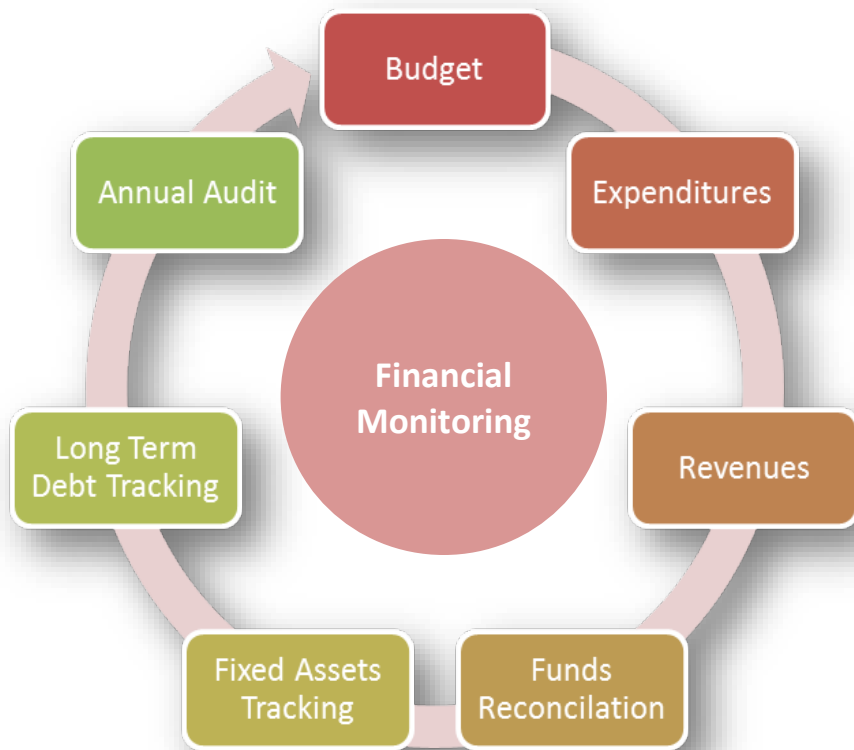 Budget
Expenditures
Revenues
Funds
Reconcilation
Fixed Assets
Tracking
Long Term
Debt Tracking
Annual Audit
Financial
Monitoring